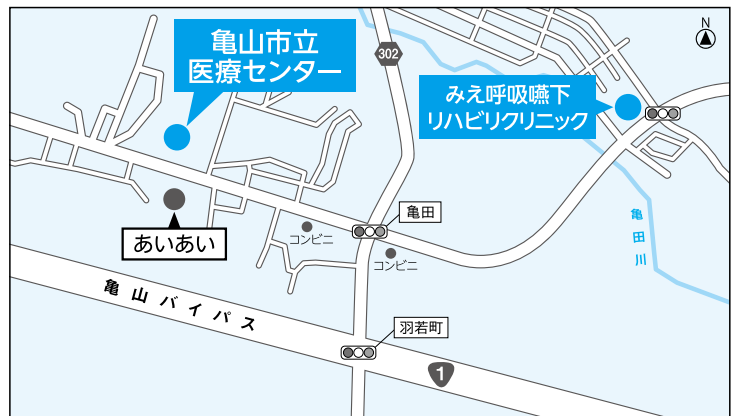 N
亀山市立
医療センター
302
みえ呼吸嚥下
リハビリクリニック
亀田
亀田川
あいあい
コンビニ
コンビニ
亀山バイパス
羽若町
1